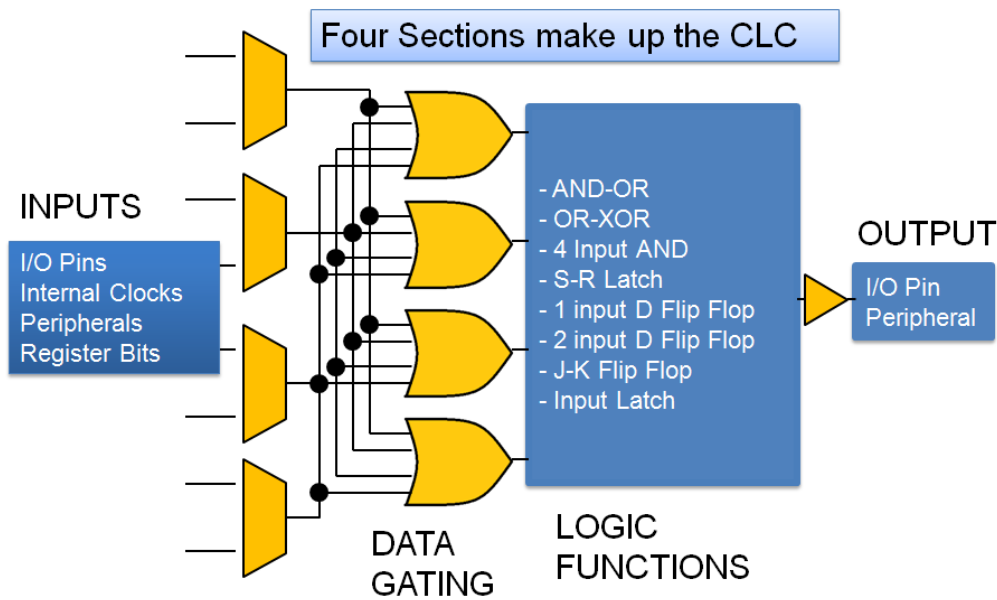 Four Sections make up the CLC
INPUTS
I/O Pins
Internal Clocks
Peripherals
Register Bits
- AND-OR
- OR-XOR
- 4 Input AND
- S-R Latch
- 1 input D Flip Flop
- 2 input D Flip Flop
- J-K Flip Flop
- Input Latch
OUTPUT
I/O Pin
Peripheral
DATA
GATING
LOGIC
FUNCTIONS